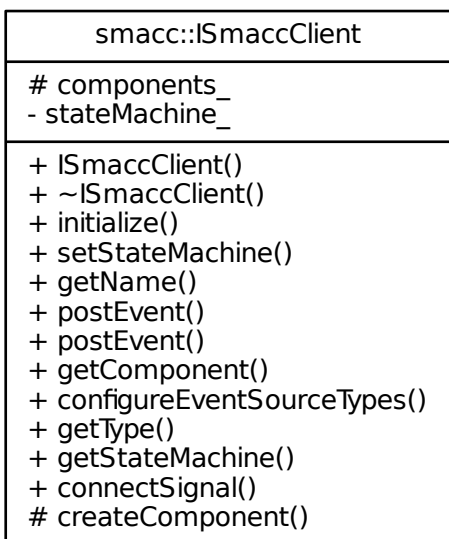 smacc::ISmaccClient
# components_
- stateMachine_
+ ISmaccClient()
+ ~ISmaccClient()
+ initialize()
+ setStateMachine()
+ getName()
+ postEvent()
+ postEvent()
+ getComponent()
+ configureEventSourceTypes()
+ getType()
+ getStateMachine()
+ connectSignal()
# createComponent()